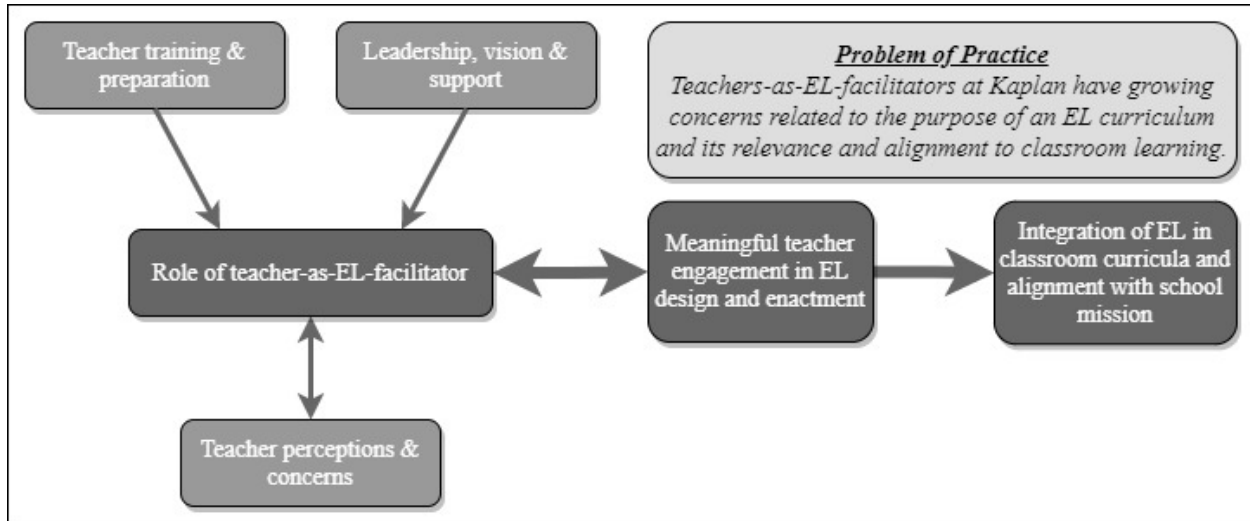 Teacher training &
preparation
Leadership, vision &
support
Problem of Practice
Teachers-as-EL-facilitators at Kaplan have growing
concerns related to the purpose of an EL curriculum
and its relevance and alignment to classroom learning.
Role of teacher-as-EL-facilitator
Meaningful teacher
engagement in EL
design and enactment
Integration of EL in
classroom curricula and
alignment with school
mission
Teacher perceptions &
concerns